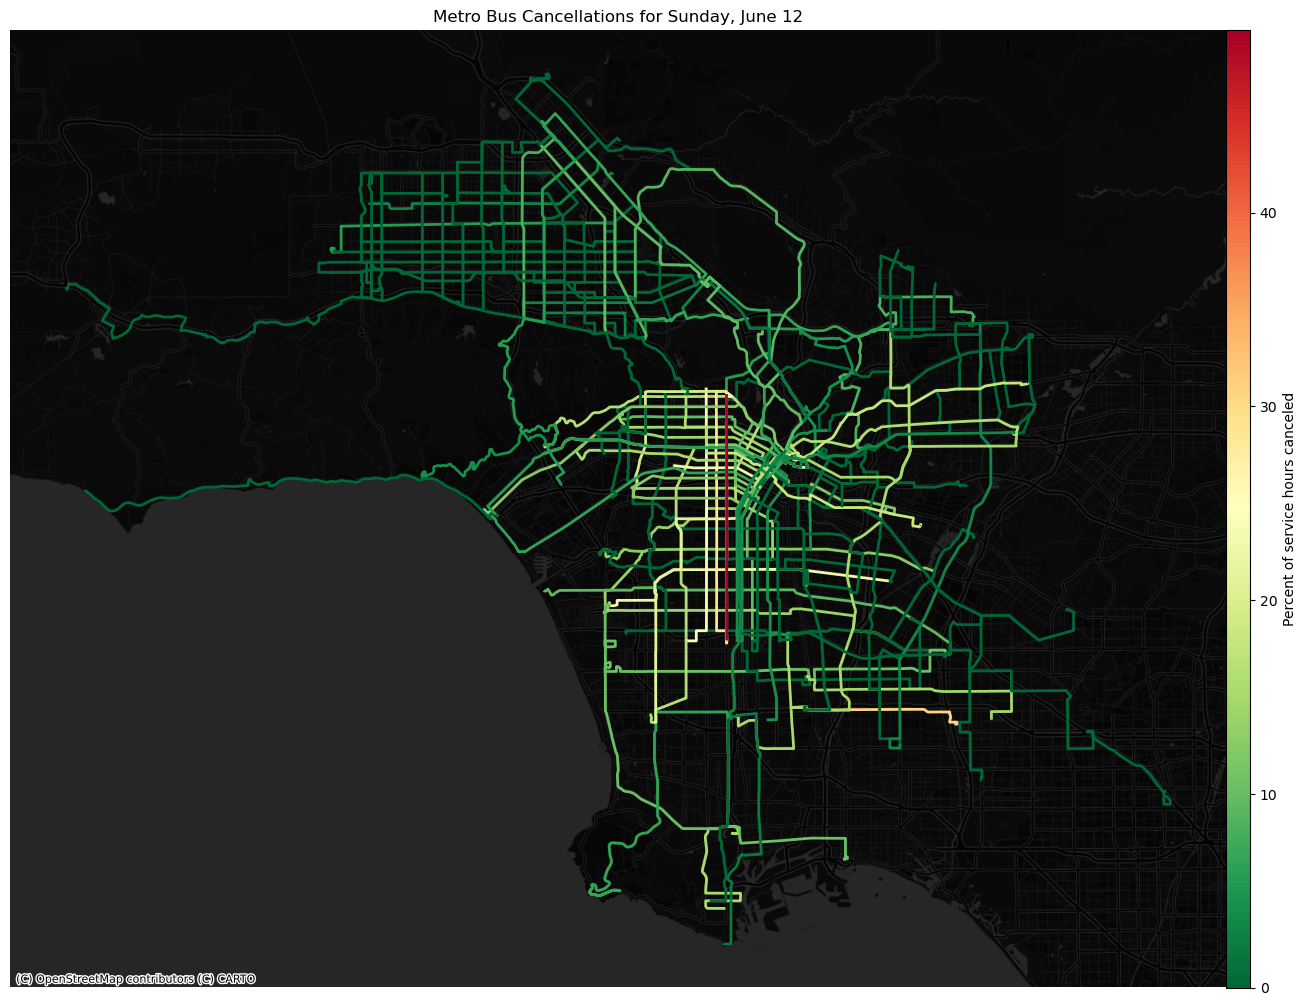 Metro Bus Cancellations for Sunday, June 12
40
30
20
10
0
Percent of service hours canceled
(C) OpenStreetMap contributors (C) CARTO